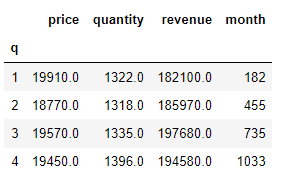 price quantity revenue month
q
1 19910.0 1322.0 182100.0 182
2 18770.0 1318.0 185970.0 455
3 19570.0 1335.0 197680.0 735
4 19450.0 1396.0 194580.0 1033